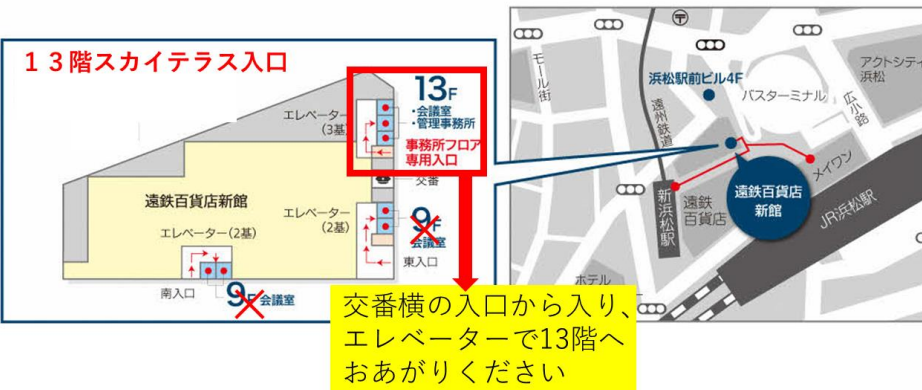 13階スカイテラス入口
13F
・会議室
・管理事務所
エレベーター
(3基)
事務所フロア
専用入口
交番
遠鉄百貨店新館
エレベーター
(2基)
9F
会議室
エレベーター(2基)
東入口
南入口
9F会議室
交番横の入口から入り、
エレベーターで13階へ
おあがりください
モール街
遠州鉄道
浜松駅前ビル4F
バスターミナル
広小路
アクトシティ
浜松
メイワン
遠鉄百貨店
新館
遠鉄
百貨店
新浜松駅
JR浜松駅
ホテル